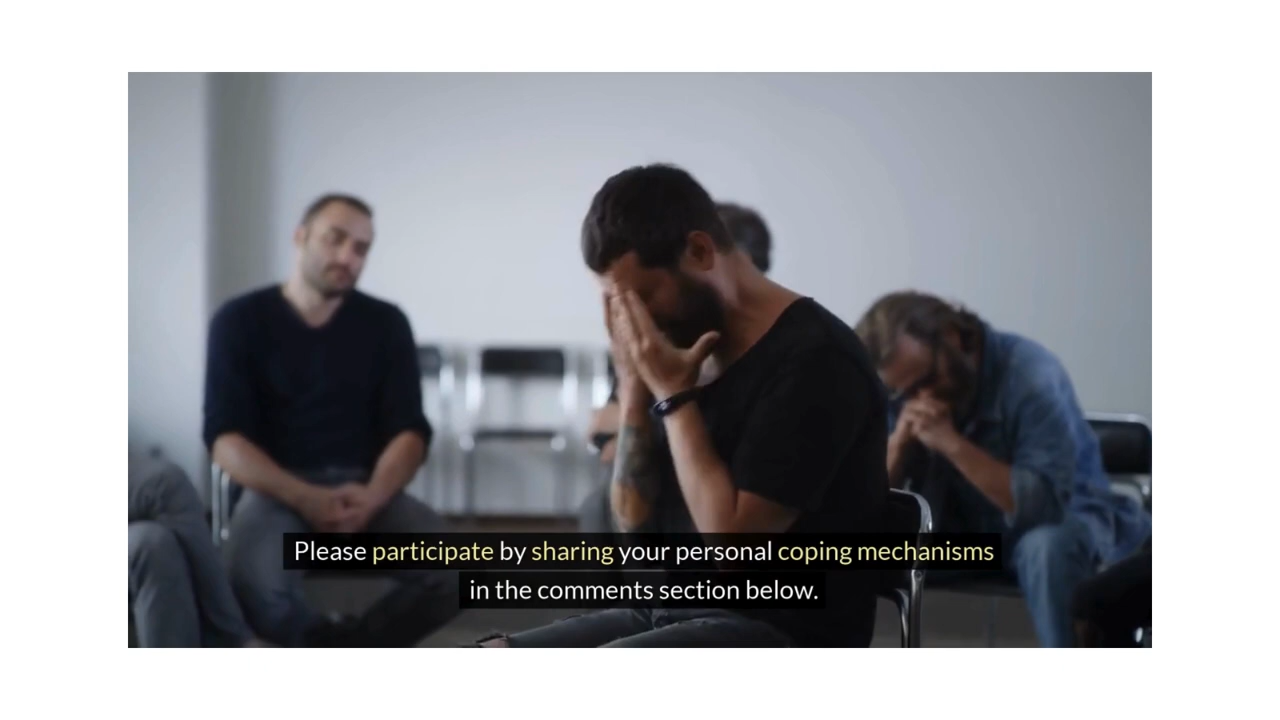 Please participate by sharing your personal coping mechanisms
in the comments section below.